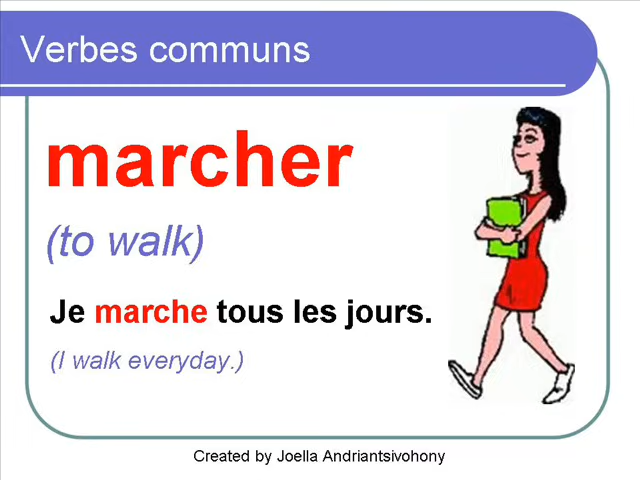 Verbes communs
marcher
(to walk)
Je marche tous les jours.
(I walk everyday.)
Created by Joella Andriantsivohony